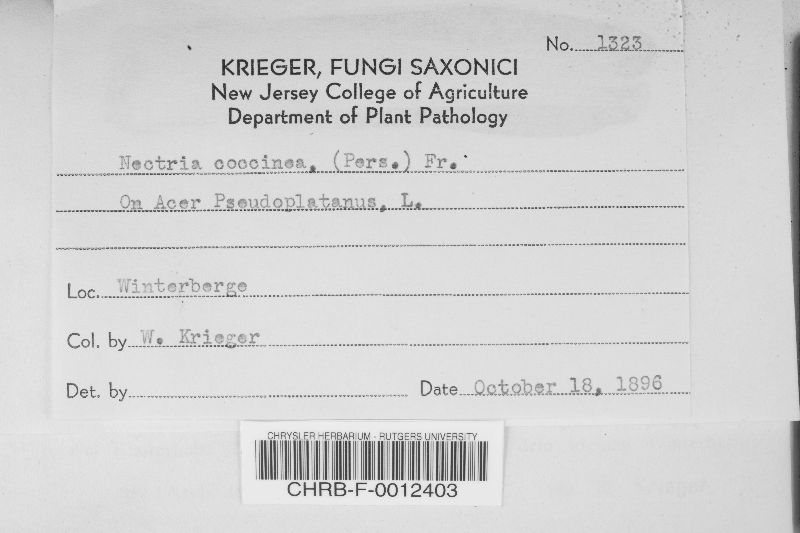 No. 1323
KRIEGER, FUNGI SAXONICI
New Jersey College of Agriculture
Department of Plant Pathology
Nectria coccinea, (Pers.) Fr.
On Acer Pseudoplatanus, L.
Loc. Winterberge
Col. by W. Krieger
Det. by
Date October 18, 1896
CHRYSLER HERBARIUM - RUTGERS UNIVERSITY
CHRB-F-0012403